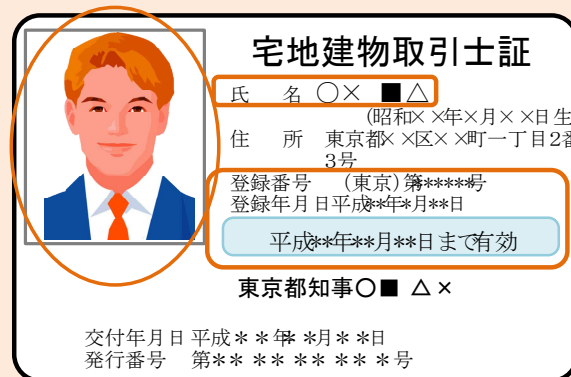 宅地建物取引士証
氏 名 ○× ■△
(昭和××年×月××日生
住 所 東京都××区××町一丁目2番
3号
登録番号 (東京)第*****号
登録年月日平成**年*月**日
平成**年**月**日まで有効
東京都知事○■ △×
交付年月日 平成**年**月**日
発行番号 第*********号